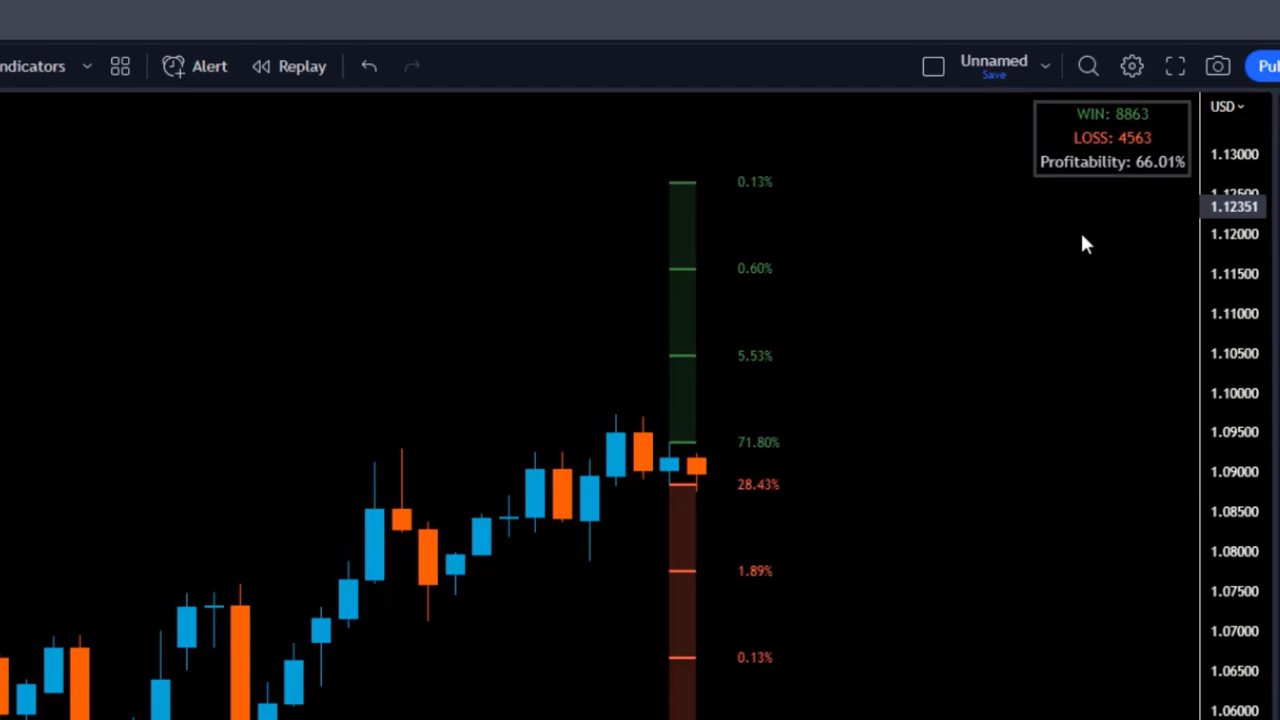 ndicators
Alert
Replay
Unnamed
Save
Pul
WIN: 8863
LOSS: 4563
Profitability: 66.01%
USD
1.13000
1.12500
1.12351
1.12000
1.11500
1.11000
1.10500
1.10000
1.09500
1.09000
1.08500
1.08000
1.07500
1.07000
1.06500
1.06000
0.13%
0.60%
5.53%
71.80%
28.43%
1.89%
0.13%